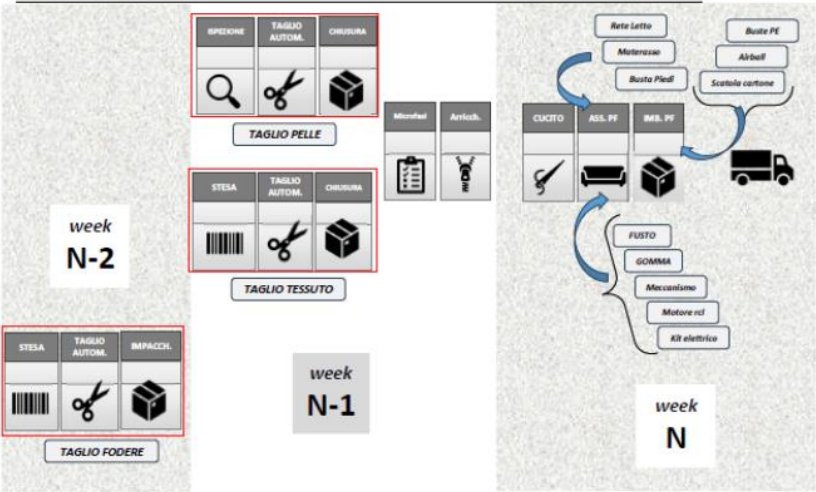 ISPEZIONE
TAGLIO
AUTOM.
CHIUSURA
TAGLIO PELLE
STESA
TAGLIO
AUTOM.
CHIUSURA
TAGLIO TESSUTO
week
N-2
STESA
TAGLIO
AUTOM.
IMPACCH.
TAGLIO FODERE
Microfasi
Arricch.
week
N-1
Rete Letto
Materasso
Busta Piedi
Buste PE
Airball
Scatola cartone
CUCITO
ASS. PF
IMB. PF
FUSTO
GOMMA
Meccanismo
Motore rcl
Kit elettrico
week
N